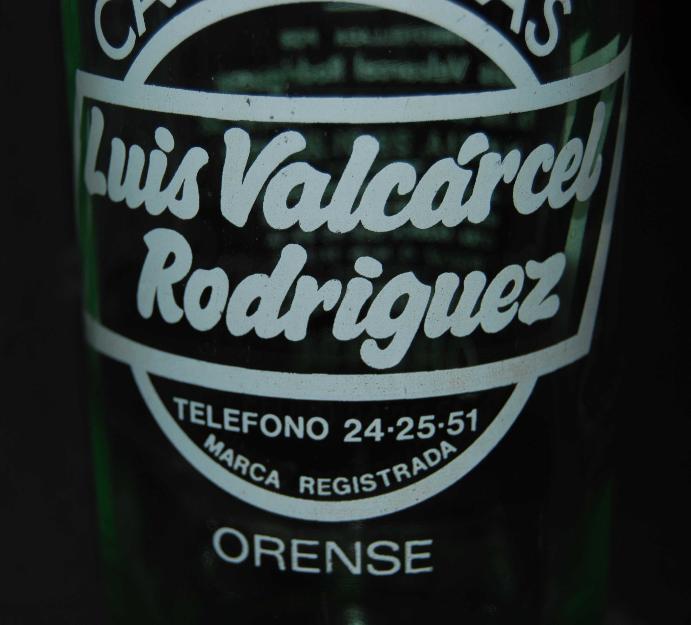 Luis Valcárcel
Rodriguez
TELEFONO 24·25·51
MARCA REGISTRADA
ORENSE